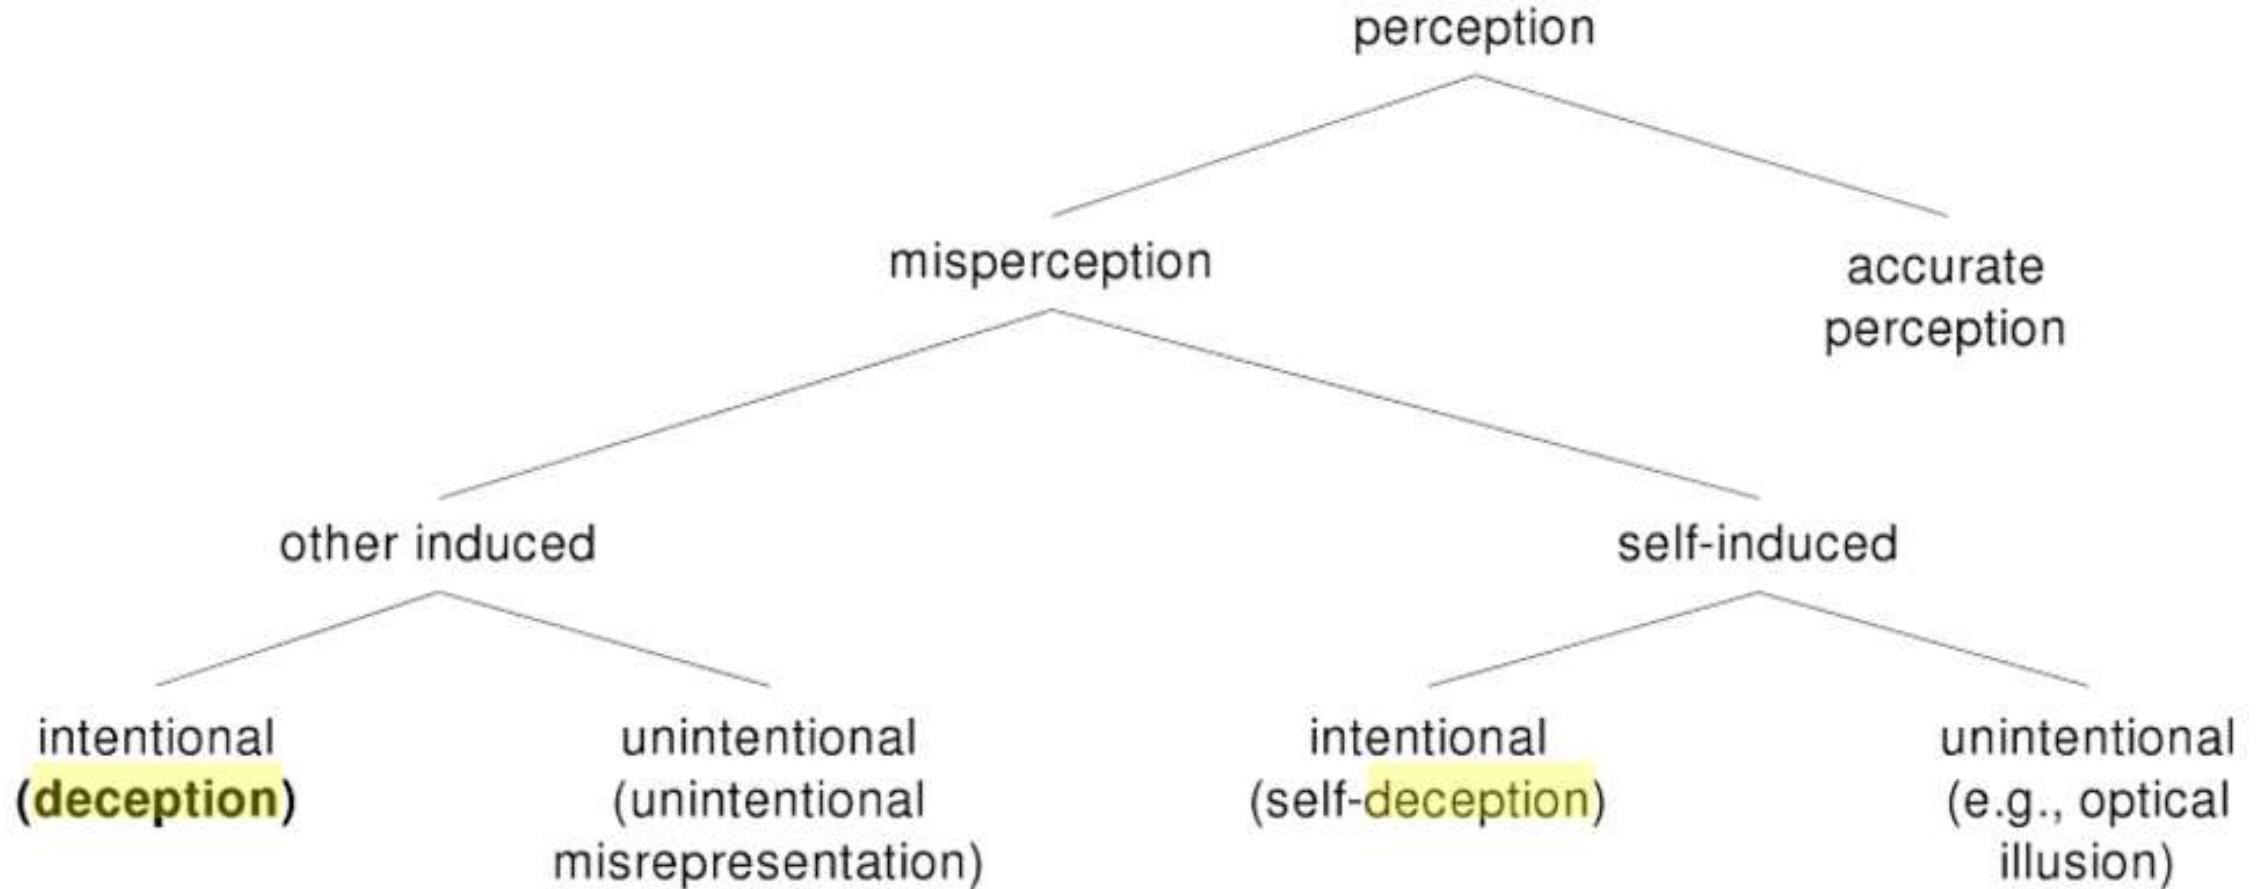 perception
misperception
accurate
perception
other induced
self-induced
intentional
(deception)
unintentional
(unintentional
misrepresentation)
intentional
(self-deception)
unintentional
(e.g., optical
illusion)